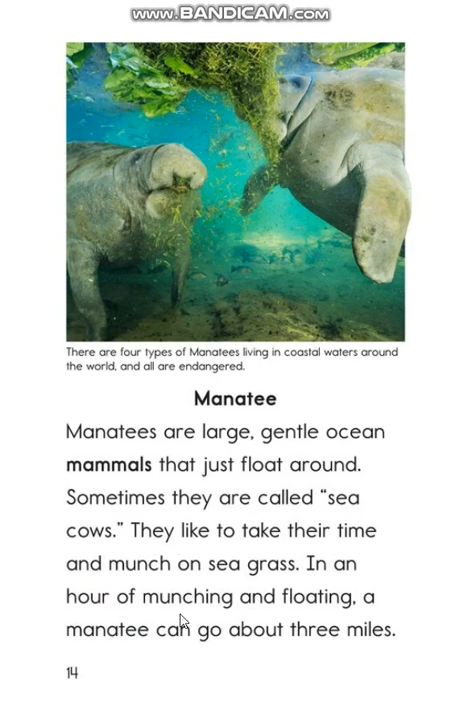 www.BANDICAM.com
There are four types of Manatees living in coastal waters around
the world, and all are endangered.
Manatee
Manatees are large, gentle ocean
mammals that just float around.
Sometimes they are called “sea
cows.” They like to take their time
and munch on sea grass. In an
hour of munching and floating, a
manatee can go about three miles.
14